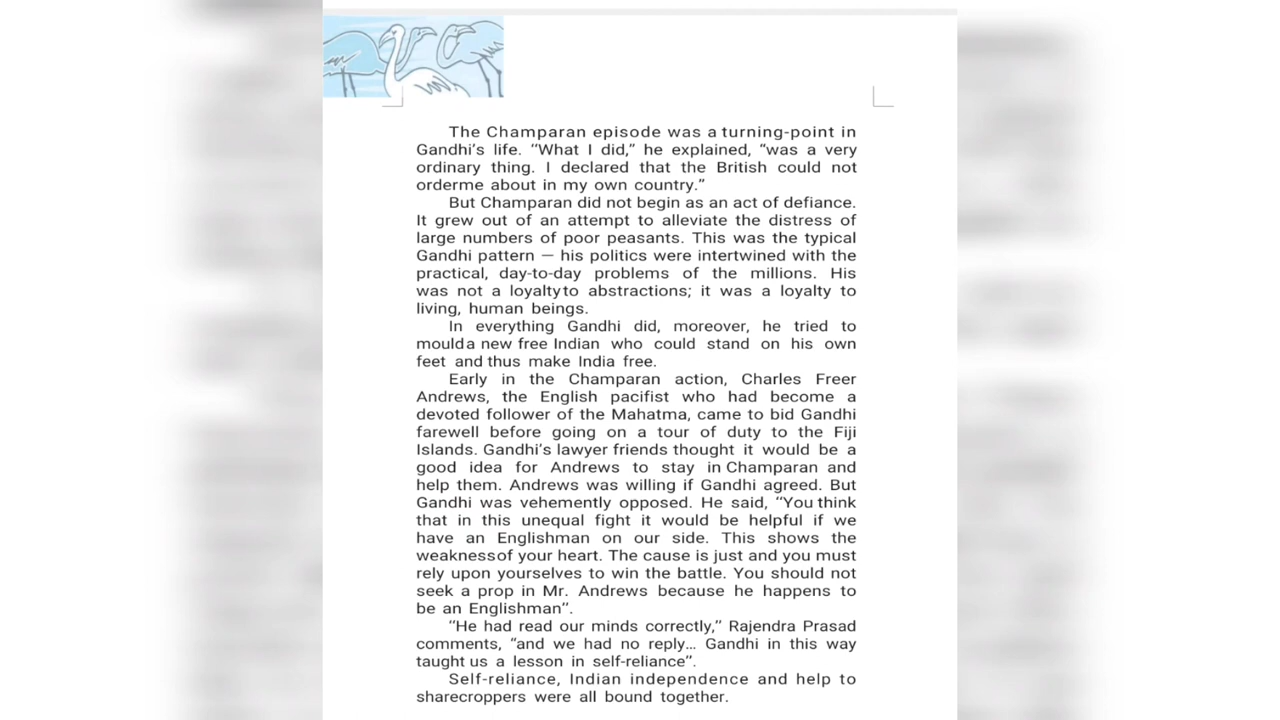 The Champaran episode was a turning-point in
Gandhi's life. “What I did,” he explained, “was a very
ordinary thing. I declared that the British could not
orderme about in my own country.”
But Champaran did not begin as an act of defiance.
It grew out of an attempt to alleviate the distress of
large numbers of poor peasants. This was the typical
Gandhi pattern — his politics were intertwined with the
practical, day-to-day problems of the millions. His
was not a loyaltyto abstractions; it was a loyalty to
living, human beings.
In everything Gandhi did, moreover, he tried to
moulda new free Indian who could stand on his own
feet and thus make India free.
Early in the Champaran action, Charles Freer
Andrews, the English pacifist who had become a
devoted follower of the Mahatma, came to bid Gandhi
farewell before going on a tour of duty to the Fiji
Islands. Gandhi's lawyer friends thought it would be a
good idea for Andrews to stay in Champaran and
help them. Andrews was willing if Gandhi agreed. But
Gandhi was vehemently opposed. He said, “You think
that in this unequal fight it would be helpful if we
have an Englishman on our side. This shows the
weaknessof your heart. The cause is just and you must
rely upon yourselves to win the battle. You should not
seek a prop in Mr. Andrews because he happens to
be an Englishman”.
“He had read our minds correctly,” Rajendra Prasad
comments, “and we had no reply... Gandhi in this way
taught us a lesson in self-reliance”.
Self-reliance, Indian independence and help to
sharecroppers were all bound together.